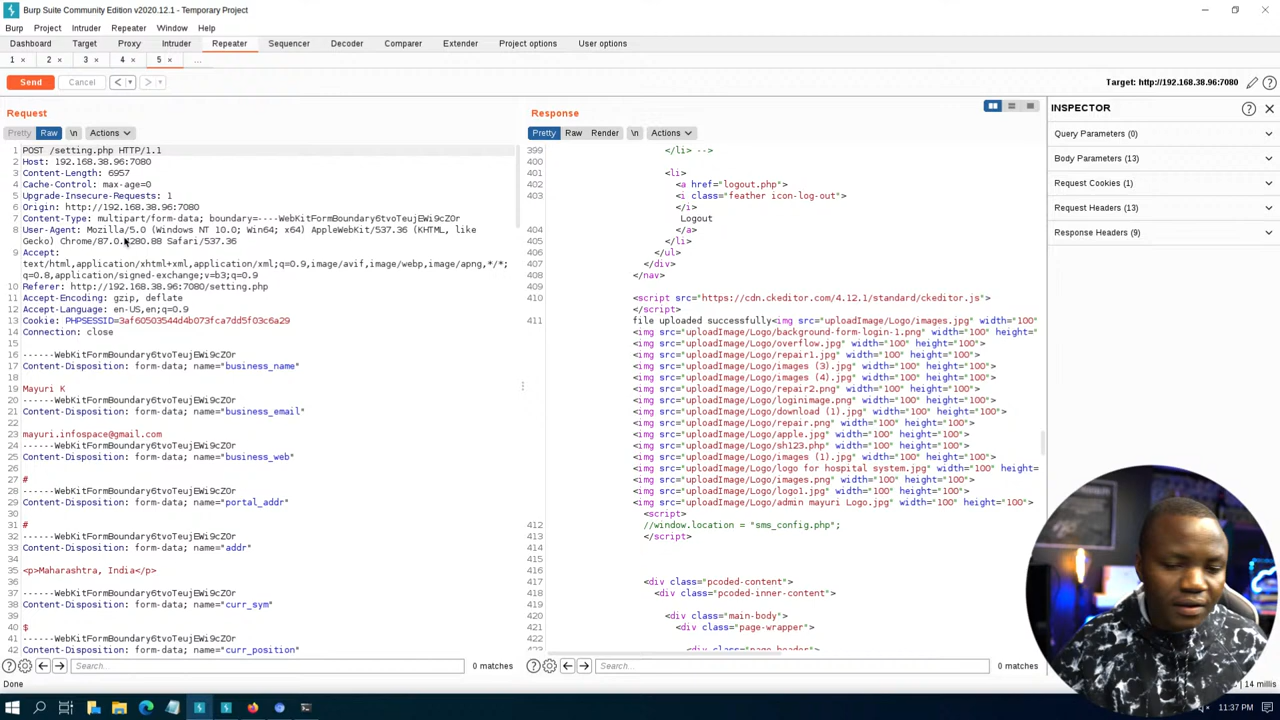 Burp Suite Community Edition v2020.12.1 - Temporary Project
Burp Project Intruder Repeater Window Help
Dashboard Target Proxy Intruder Repeater Sequencer Decoder Comparer Extender Project options User options
1 × 2 × 3 × 4 × 5 × ...
Send Cancel < > Target: http://192.168.38.96:7080
Request
Pretty Raw \n Actions
1 POST /setting.php HTTP/1.1
2 Host: 192.168.38.96:7080
3 Content-Length: 6957
4 Cache-Control: max-age=0
5 Upgrade-Insecure-Requests: 1
6 Origin: http://192.168.38.96:7080
7 Content-Type: multipart/form-data; boundary=----WebKitFormBoundary6tvoTeujEWi9cZOr
8 User-Agent: Mozilla/5.0 (Windows NT 10.0; Win64; x64) AppleWebKit/537.36 (KHTML, like
Gecko) Chrome/87.0.4280.88 Safari/537.36
9 Accept:
text/html,application/xhtml+xml,application/xml;q=0.9,image/avif,image/webp,image/apng,*/*;
q=0.8,application/signed-exchange;v=b3;q=0.9
10 Referer: http://192.168.38.96:7080/setting.php
11 Accept-Encoding: gzip, deflate
12 Accept-Language: en-US,en;q=0.9
13 Cookie: PHPSESSID=3af60503544d4b073fca7dd5f03c6a29
14 Connection: close
15
16 ------WebKitFormBoundary6tvoTeujEWi9cZOr
17 Content-Disposition: form-data; name="business_name"
18
19 Mayuri K
20 ------WebKitFormBoundary6tvoTeujEWi9cZOr
21 Content-Disposition: form-data; name="business_email"
22
23 mayuri.infospace@gmail.com
24 ------WebKitFormBoundary6tvoTeujEWi9cZOr
25 Content-Disposition: form-data; name="business_web"
26
27 #
28 ------WebKitFormBoundary6tvoTeujEWi9cZOr
29 Content-Disposition: form-data; name="portal_addr"
30
31 #
32 ------WebKitFormBoundary6tvoTeujEWi9cZOr
33 Content-Disposition: form-data; name="addr"
34
35 <p>Maharashtra, India</p>
36
37 ------WebKitFormBoundary6tvoTeujEWi9cZOr
38 Content-Disposition: form-data; name="curr_sym"
39
40 $
41 ------WebKitFormBoundary6tvoTeujEWi9cZOr
42 Content-Disposition: form-data; name="curr_position"
Search... 0 matches
Response
Pretty Raw Render \n Actions
399 </li> -->
400
401 <li>
402 <a href="logout.php">
403 <i class="feather icon-log-out">
</i>
Logout
404 </a>
405 </li>
406 </ul>
407 </div>
408 </nav>
409
410 <script src="https://cdn.ckeditor.com/4.12.1/standard/ckeditor.js">
</script>
411 file uploaded successfully<img src="uploadImage/Logo/images.jpg" width="100"
<img src="uploadImage/Logo/background-form-login-1.png" width="100" height=
<img src="uploadImage/Logo/overflow.jpg" width="100" height="100">
<img src="uploadImage/Logo/repair1.jpg" width="100" height="100">
<img src="uploadImage/Logo/images (3).jpg" width="100" height="100">
<img src="uploadImage/Logo/images (4).jpg" width="100" height="100">
<img src="uploadImage/Logo/repair2.png" width="100" height="100">
<img src="uploadImage/Logo/loginimage.png" width="100" height="100">
<img src="uploadImage/Logo/download (1).jpg" width="100" height="100">
<img src="uploadImage/Logo/repair.png" width="100" height="100">
<img src="uploadImage/Logo/apple.jpg" width="100" height="100">
<img src="uploadImage/Logo/sh123.php" width="100" height="100">
<img src="uploadImage/Logo/images (1).jpg" width="100" height="100">
<img src="uploadImage/Logo/logo for hospital system.jpg" width="100" height=
<img src="uploadImage/Logo/images.png" width="100" height="100">
<img src="uploadImage/Logo/logo1.jpg" width="100" height="100">
<img src="uploadImage/Logo/admin mayuri Logo.jpg" width="100" height="100">
<script>
412 //window.location = "sms_config.php";
413 </script>
414
415
416
417 <div class="pcoded-content">
418 <div class="pcoded-inner-content">
419
420 <div class="main-body">
421 <div class="page-wrapper">
422
Search... 0 matches
INSPECTOR
Query Parameters (0)
Body Parameters (13)
Request Cookies (1)
Request Headers (13)
Response Headers (9)
Done
14 millis
11:37 PM